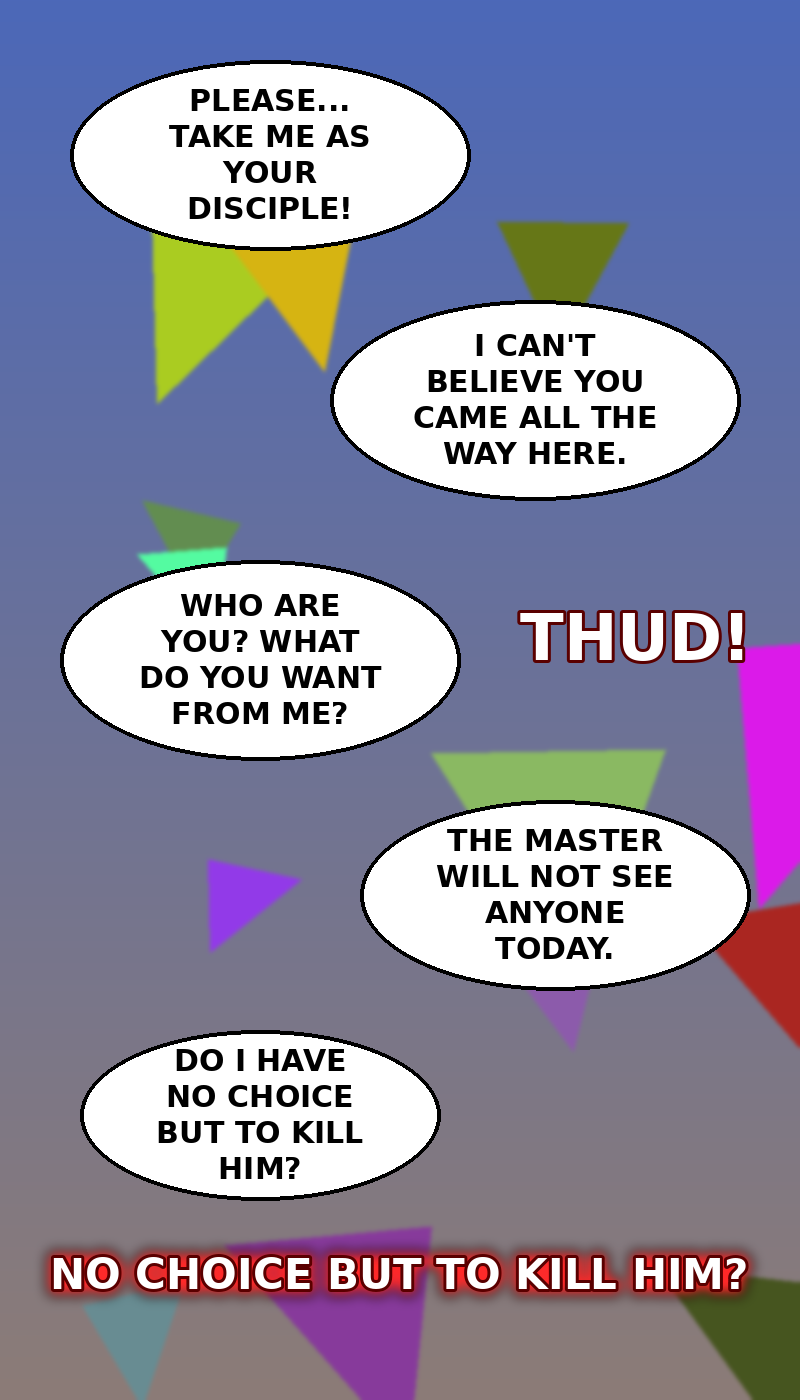 PLEASE...
TAKE ME AS
YOUR
DISCIPLE!
I CAN'T
BELIEVE YOU
CAME ALL THE
WAY HERE.
WHO ARE
YOU? WHAT
DO YOU WANT
FROM ME?
THUD!
THE MASTER
WILL NOT SEE
ANYONE
TODAY.
DO I HAVE
NO CHOICE
BUT TO KILL
HIM?
NO CHOICE BUT TO KILL HIM?